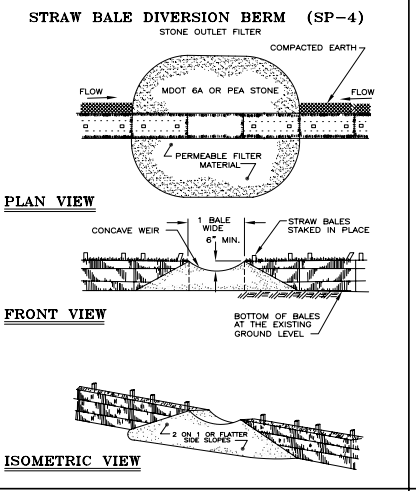 STRAW BALE DIVERSION BERM (SP-4)
STONE OUTLET FILTER
COMPACTED EARTH
FLOW
FLOW
MDOT 6A OR PEA STONE
PERMEABLE FILTER
MATERIAL
PLAN VIEW
1 BALE
WIDE
6" MIN.
CONCAVE WEIR
STRAW BALES
STAKED IN PLACE
FRONT VIEW
BOTTOM OF BALES
AT THE EXISTING
GROUND LEVEL
2 ON 1 OR FLATTER
SIDE SLOPES
ISOMETRIC VIEW